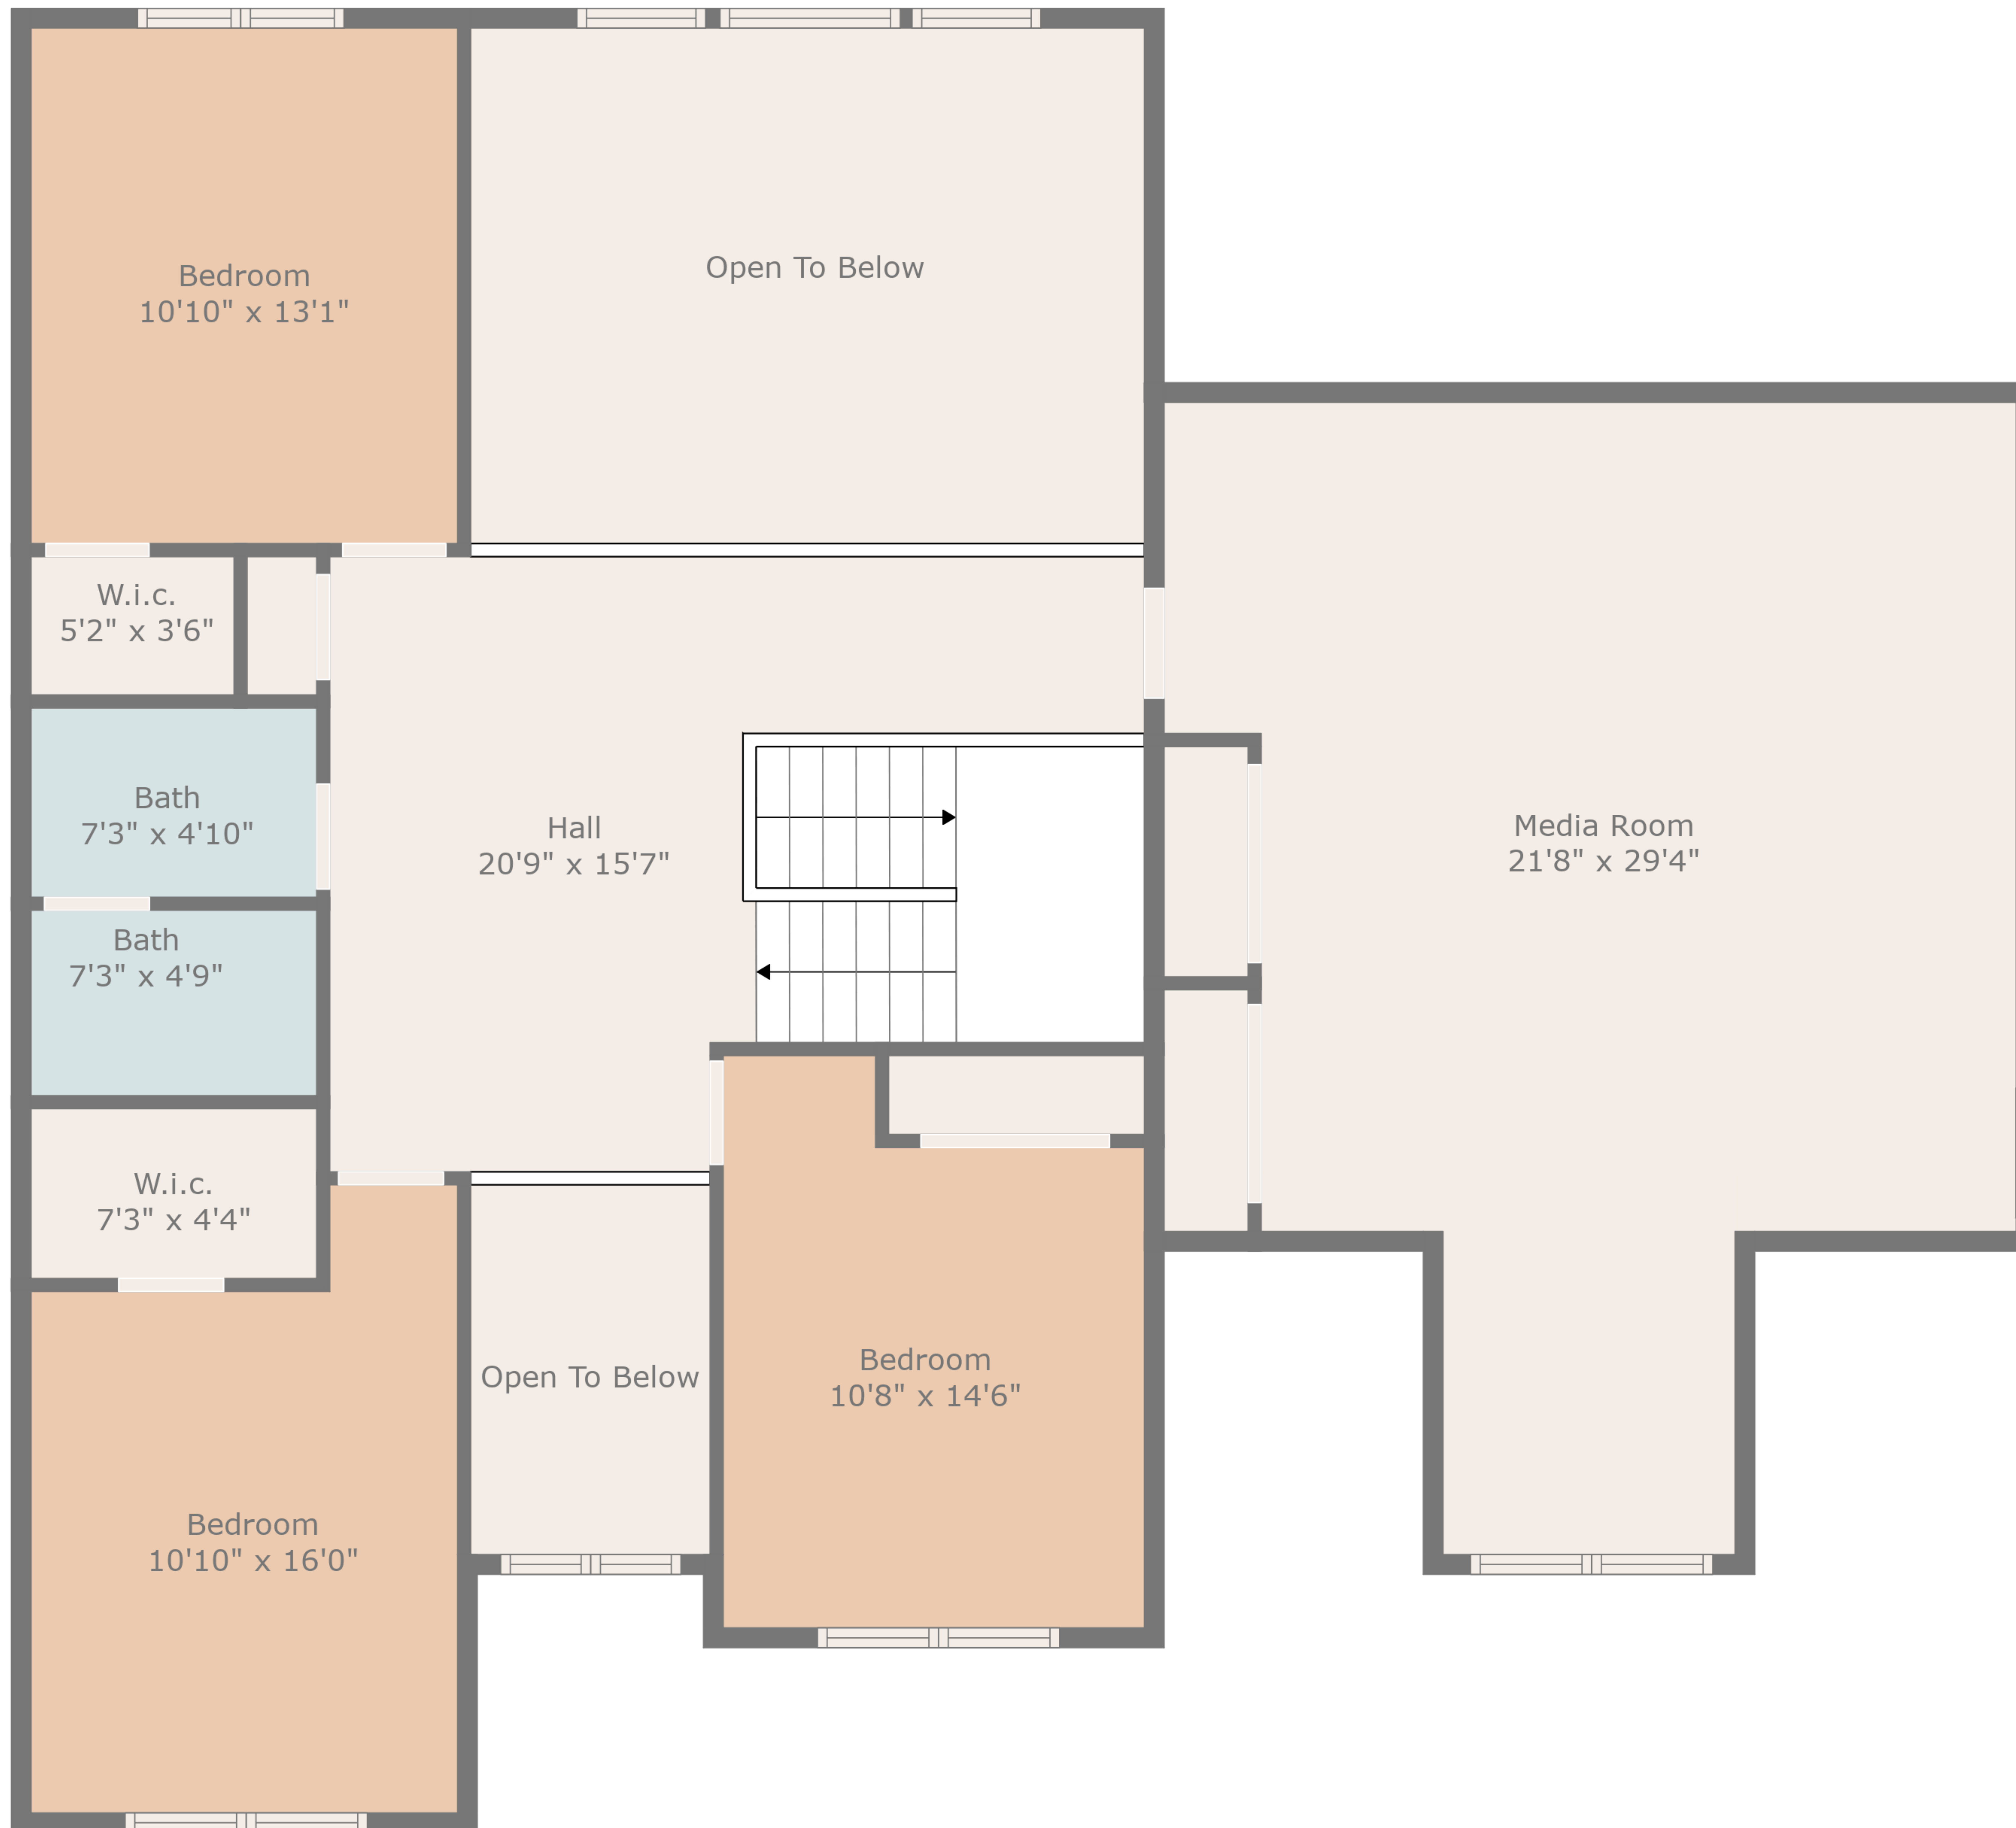 Bedroom
10'10" x 13'1"
Open To Below
W.i.c.
5'2" x 3'6"
Bath
7'3" x 4'10"
Hall
20'9" x 15'7"
Media Room
21'8" x 29'4"
Bath
7'3" x 4'9"
W.i.c.
7'3" x 4'4"
Open To Below
Bedroom
10'8" x 14'6"
Bedroom
10'10" x 16'0"